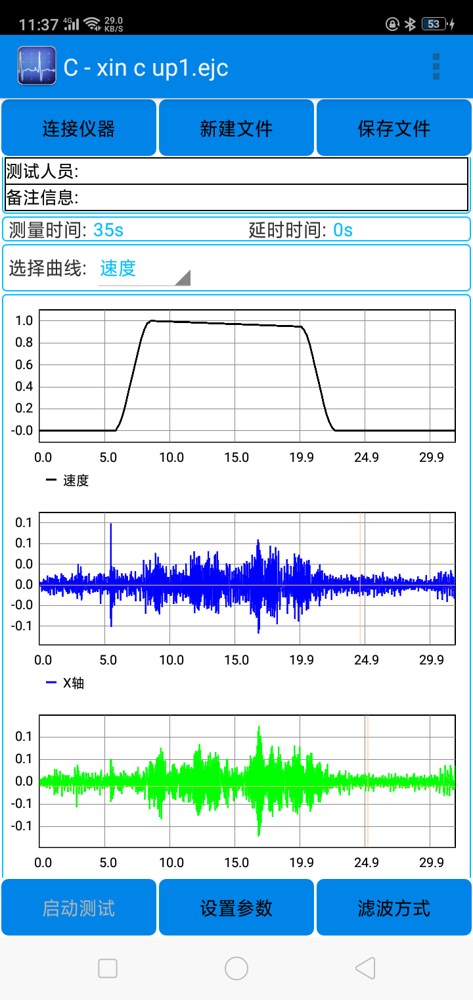 11:37 4G 29.0 KB/S 53
C - xin c up1.ejc
连接仪器 新建文件 保存文件
测试人员:
备注信息:
测量时间: 35s 延时时间: 0s
选择曲线: 速度
1.0
0.8
0.6
0.4
0.2
-0.0
0.0 5.0 10.0 15.0 19.9 24.9 29.9
速度
0.1
0.1
0.0
0.0
-0.0
-0.1
0.0 5.0 10.0 15.0 19.9 24.9 29.9
X轴
0.1
0.1
0.0
-0.1
-0.1
0.0 5.0 10.0 15.0 19.9 24.9 29.9
启动测试 设置参数 滤波方式